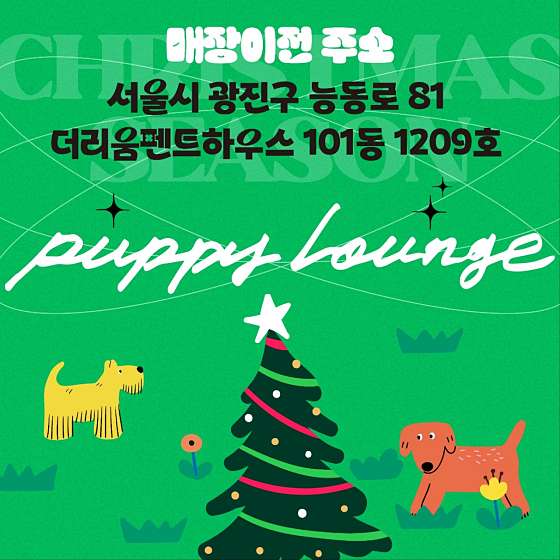 매장이전 주소
CHRISTMAS
서울시 광진구 능동로 81
SEASON
더리움펜트하우스 101동 1209호
puppy lounge